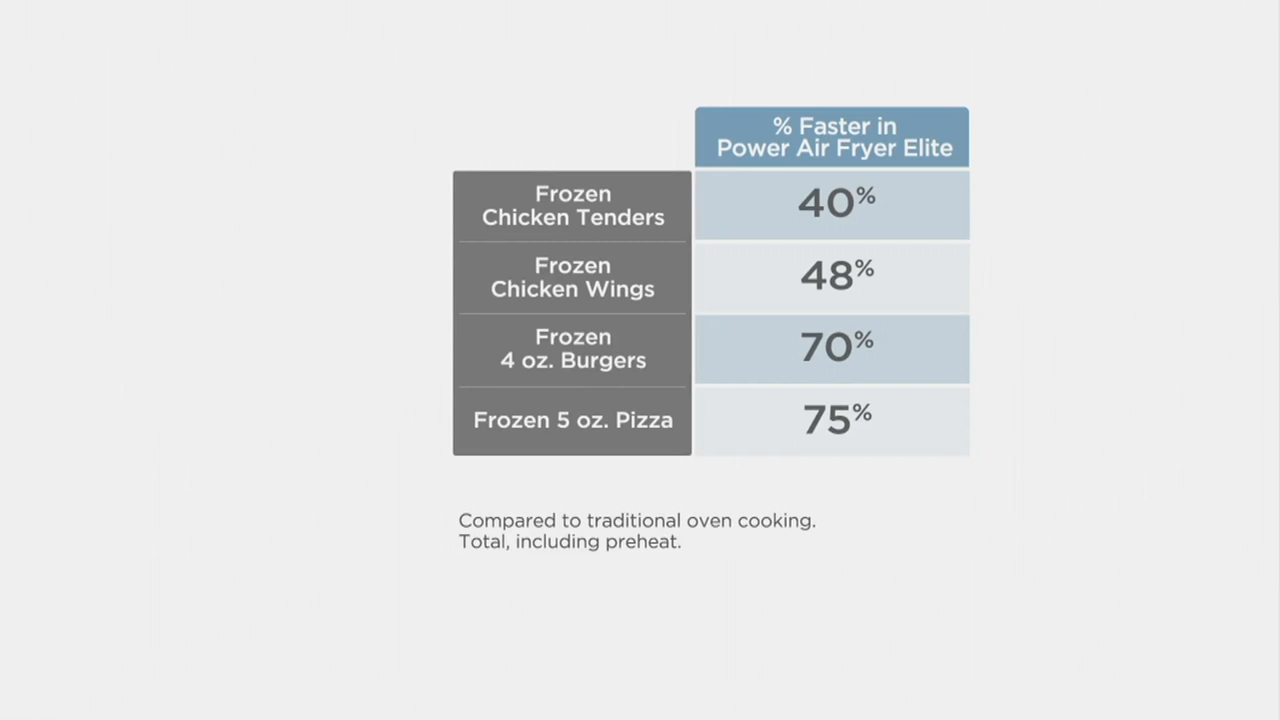 % Faster in
Power Air Fryer Elite
Frozen
Chicken Tenders
40%
Frozen
Chicken Wings
48%
Frozen
4 oz. Burgers
70%
Frozen 5 oz. Pizza
75%
Compared to traditional oven cooking.
Total, including preheat.